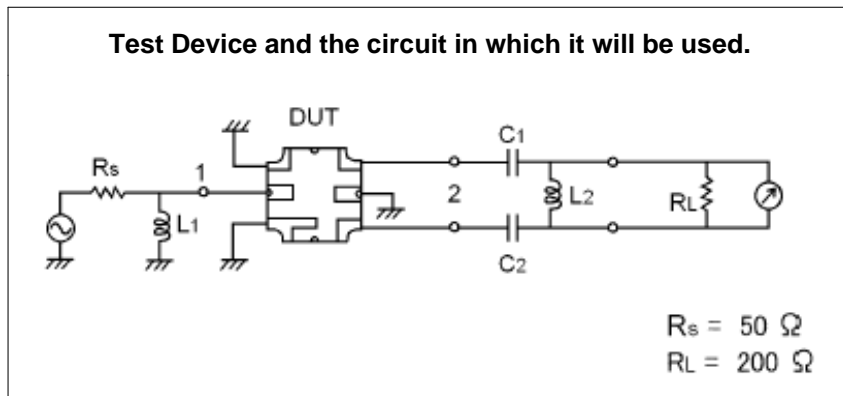 Test Device and the circuit in which it will be used.
DUT
C1
Rs
1
2
L1
L2
RL
C2
Rs = 50 Ω
RL = 200 Ω